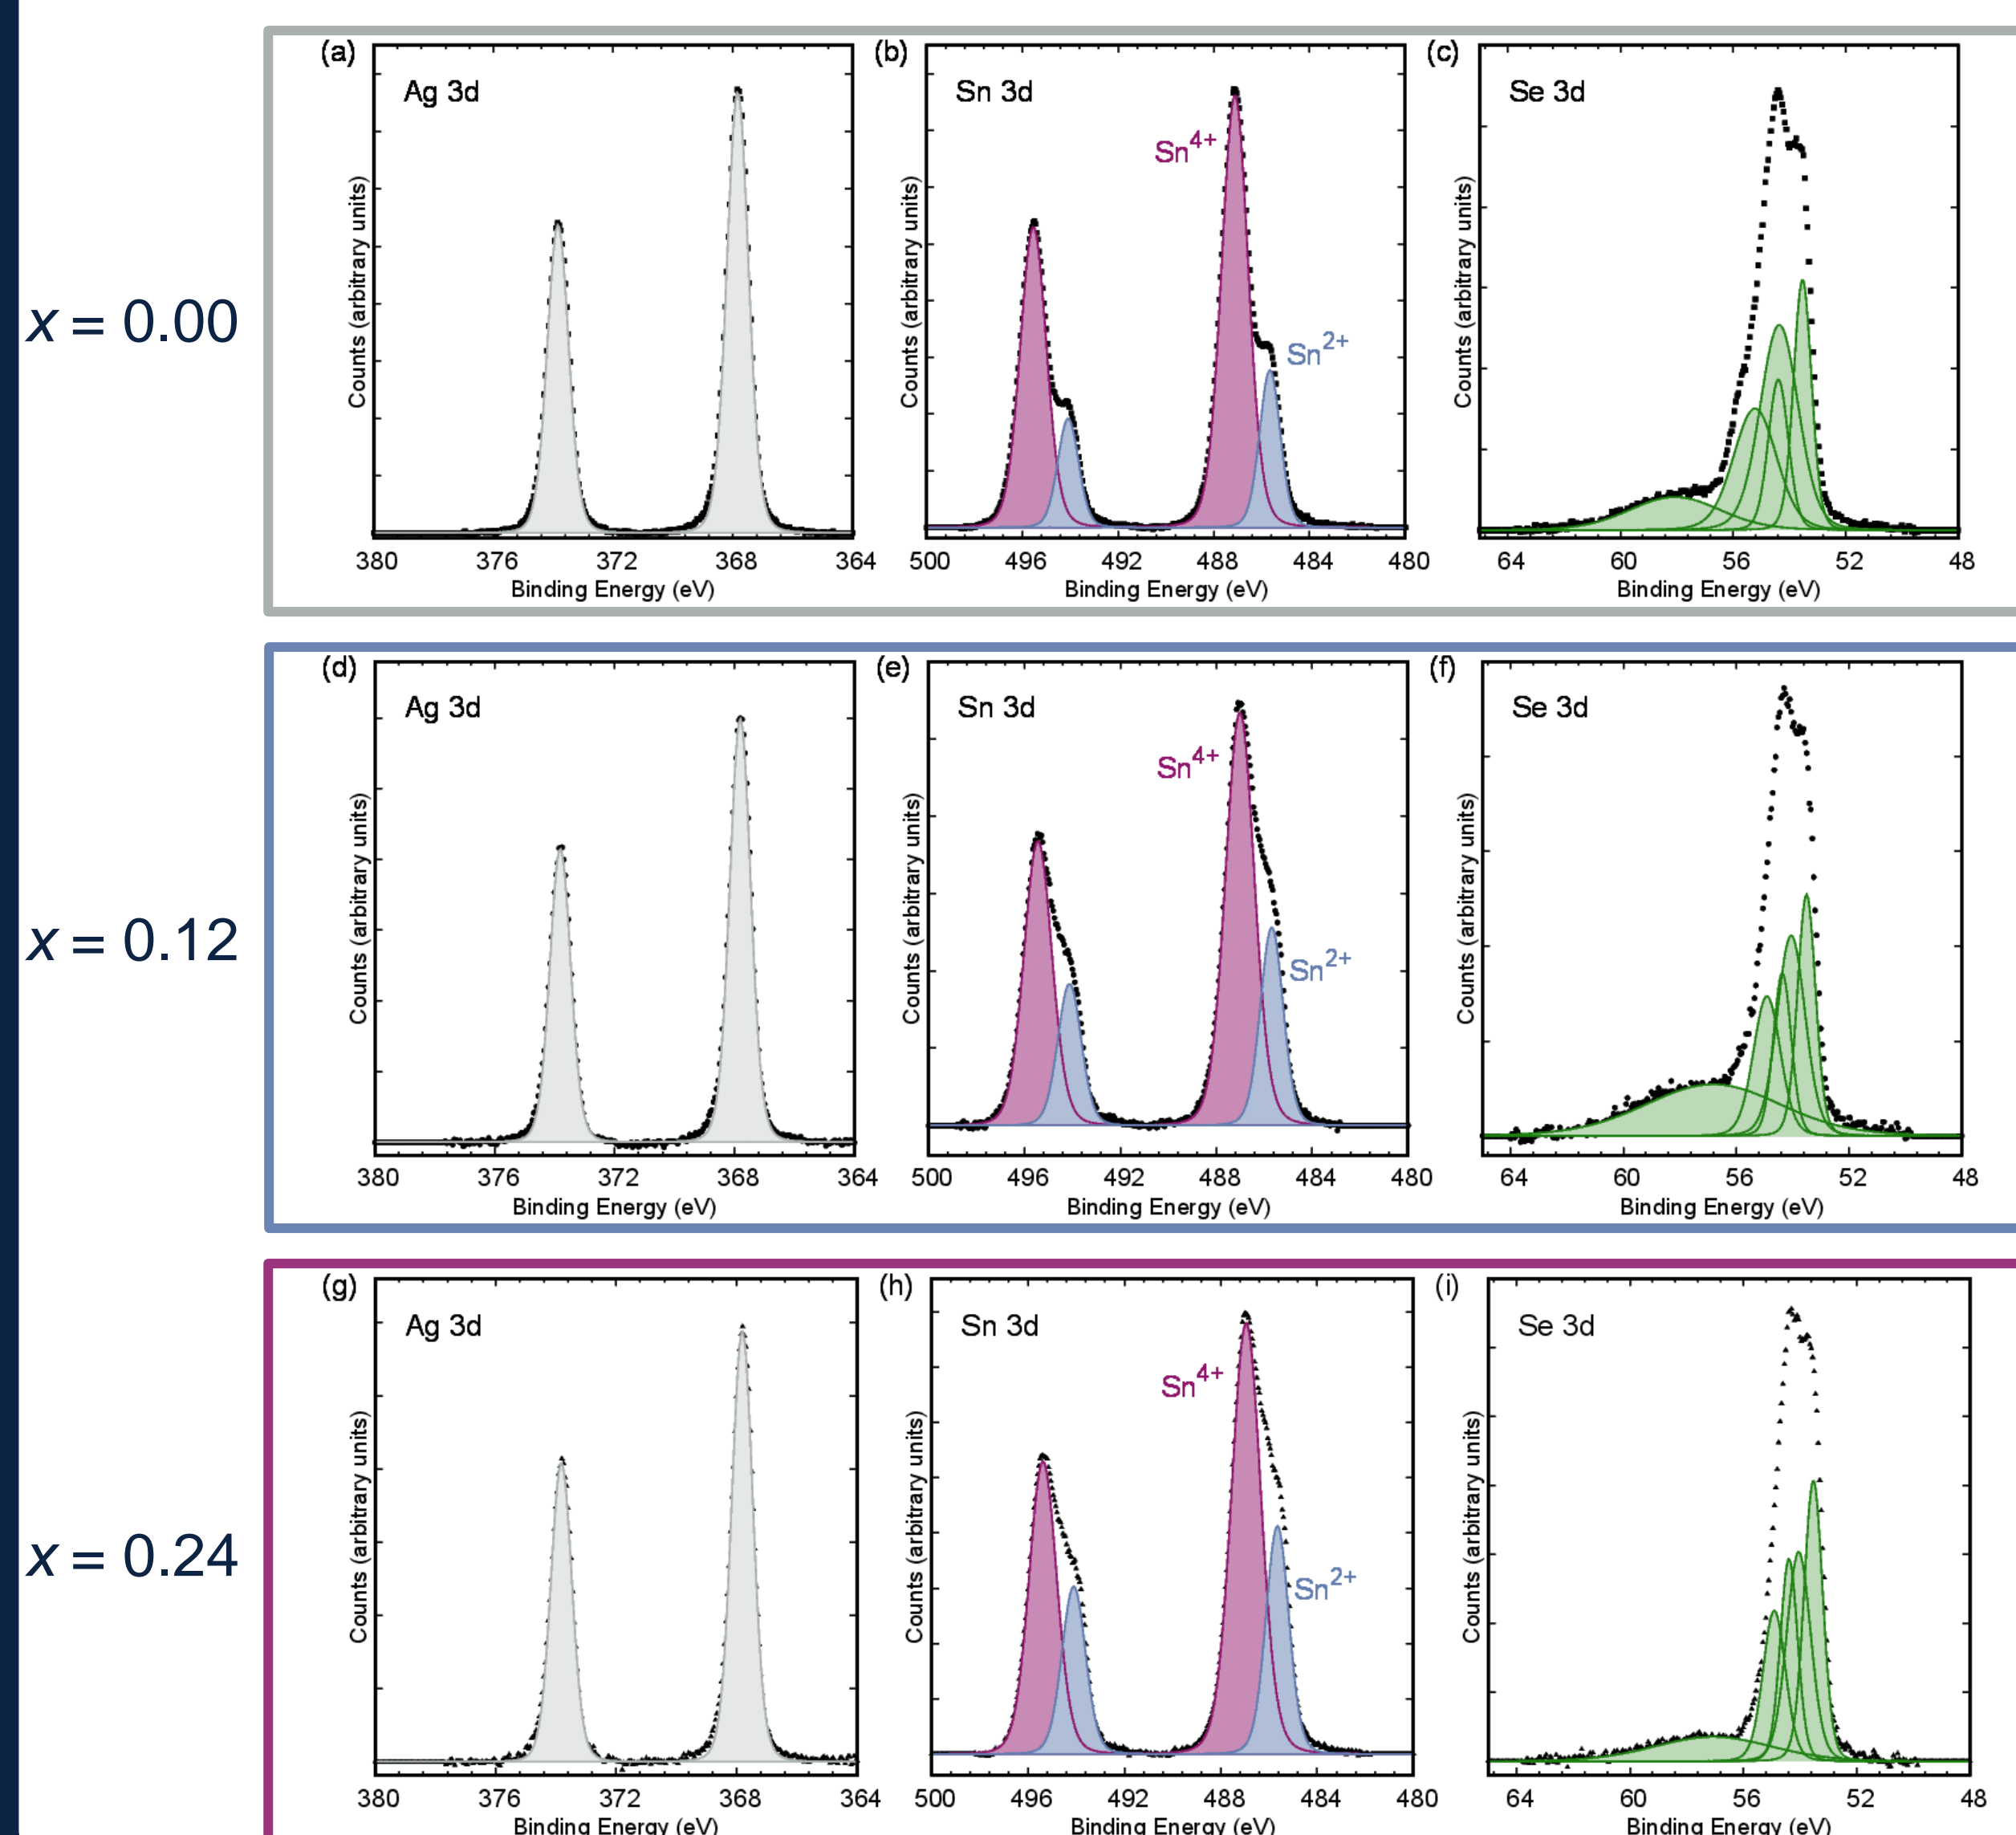 x = 0.00
(a)
Ag 3d
Counts (arbitrary units)
380 376 372 368 364
Binding Energy (eV)
(b)
Sn 3d
Sn4+
Sn2+
Counts (arbitrary units)
500 496 492 488 484 480
Binding Energy (eV)
(c)
Se 3d
Counts (arbitrary units)
64 60 56 52 48
Binding Energy (eV)
x = 0.12
(d)
Ag 3d
Counts (arbitrary units)
380 376 372 368 364
Binding Energy (eV)
(e)
Sn 3d
Sn4+
Sn2+
Counts (arbitrary units)
500 496 492 488 484 480
Binding Energy (eV)
(f)
Se 3d
Counts (arbitrary units)
64 60 56 52 48
Binding Energy (eV)
x = 0.24
(g)
Ag 3d
Counts (arbitrary units)
380 376 372 368 364
Binding Energy (eV)
(h)
Sn 3d
Sn4+
Sn2+
Counts (arbitrary units)
500 496 492 488 484 480
Binding Energy (eV)
(i)
Se 3d
Counts (arbitrary units)
64 60 56 52 48
Binding Energy (eV)